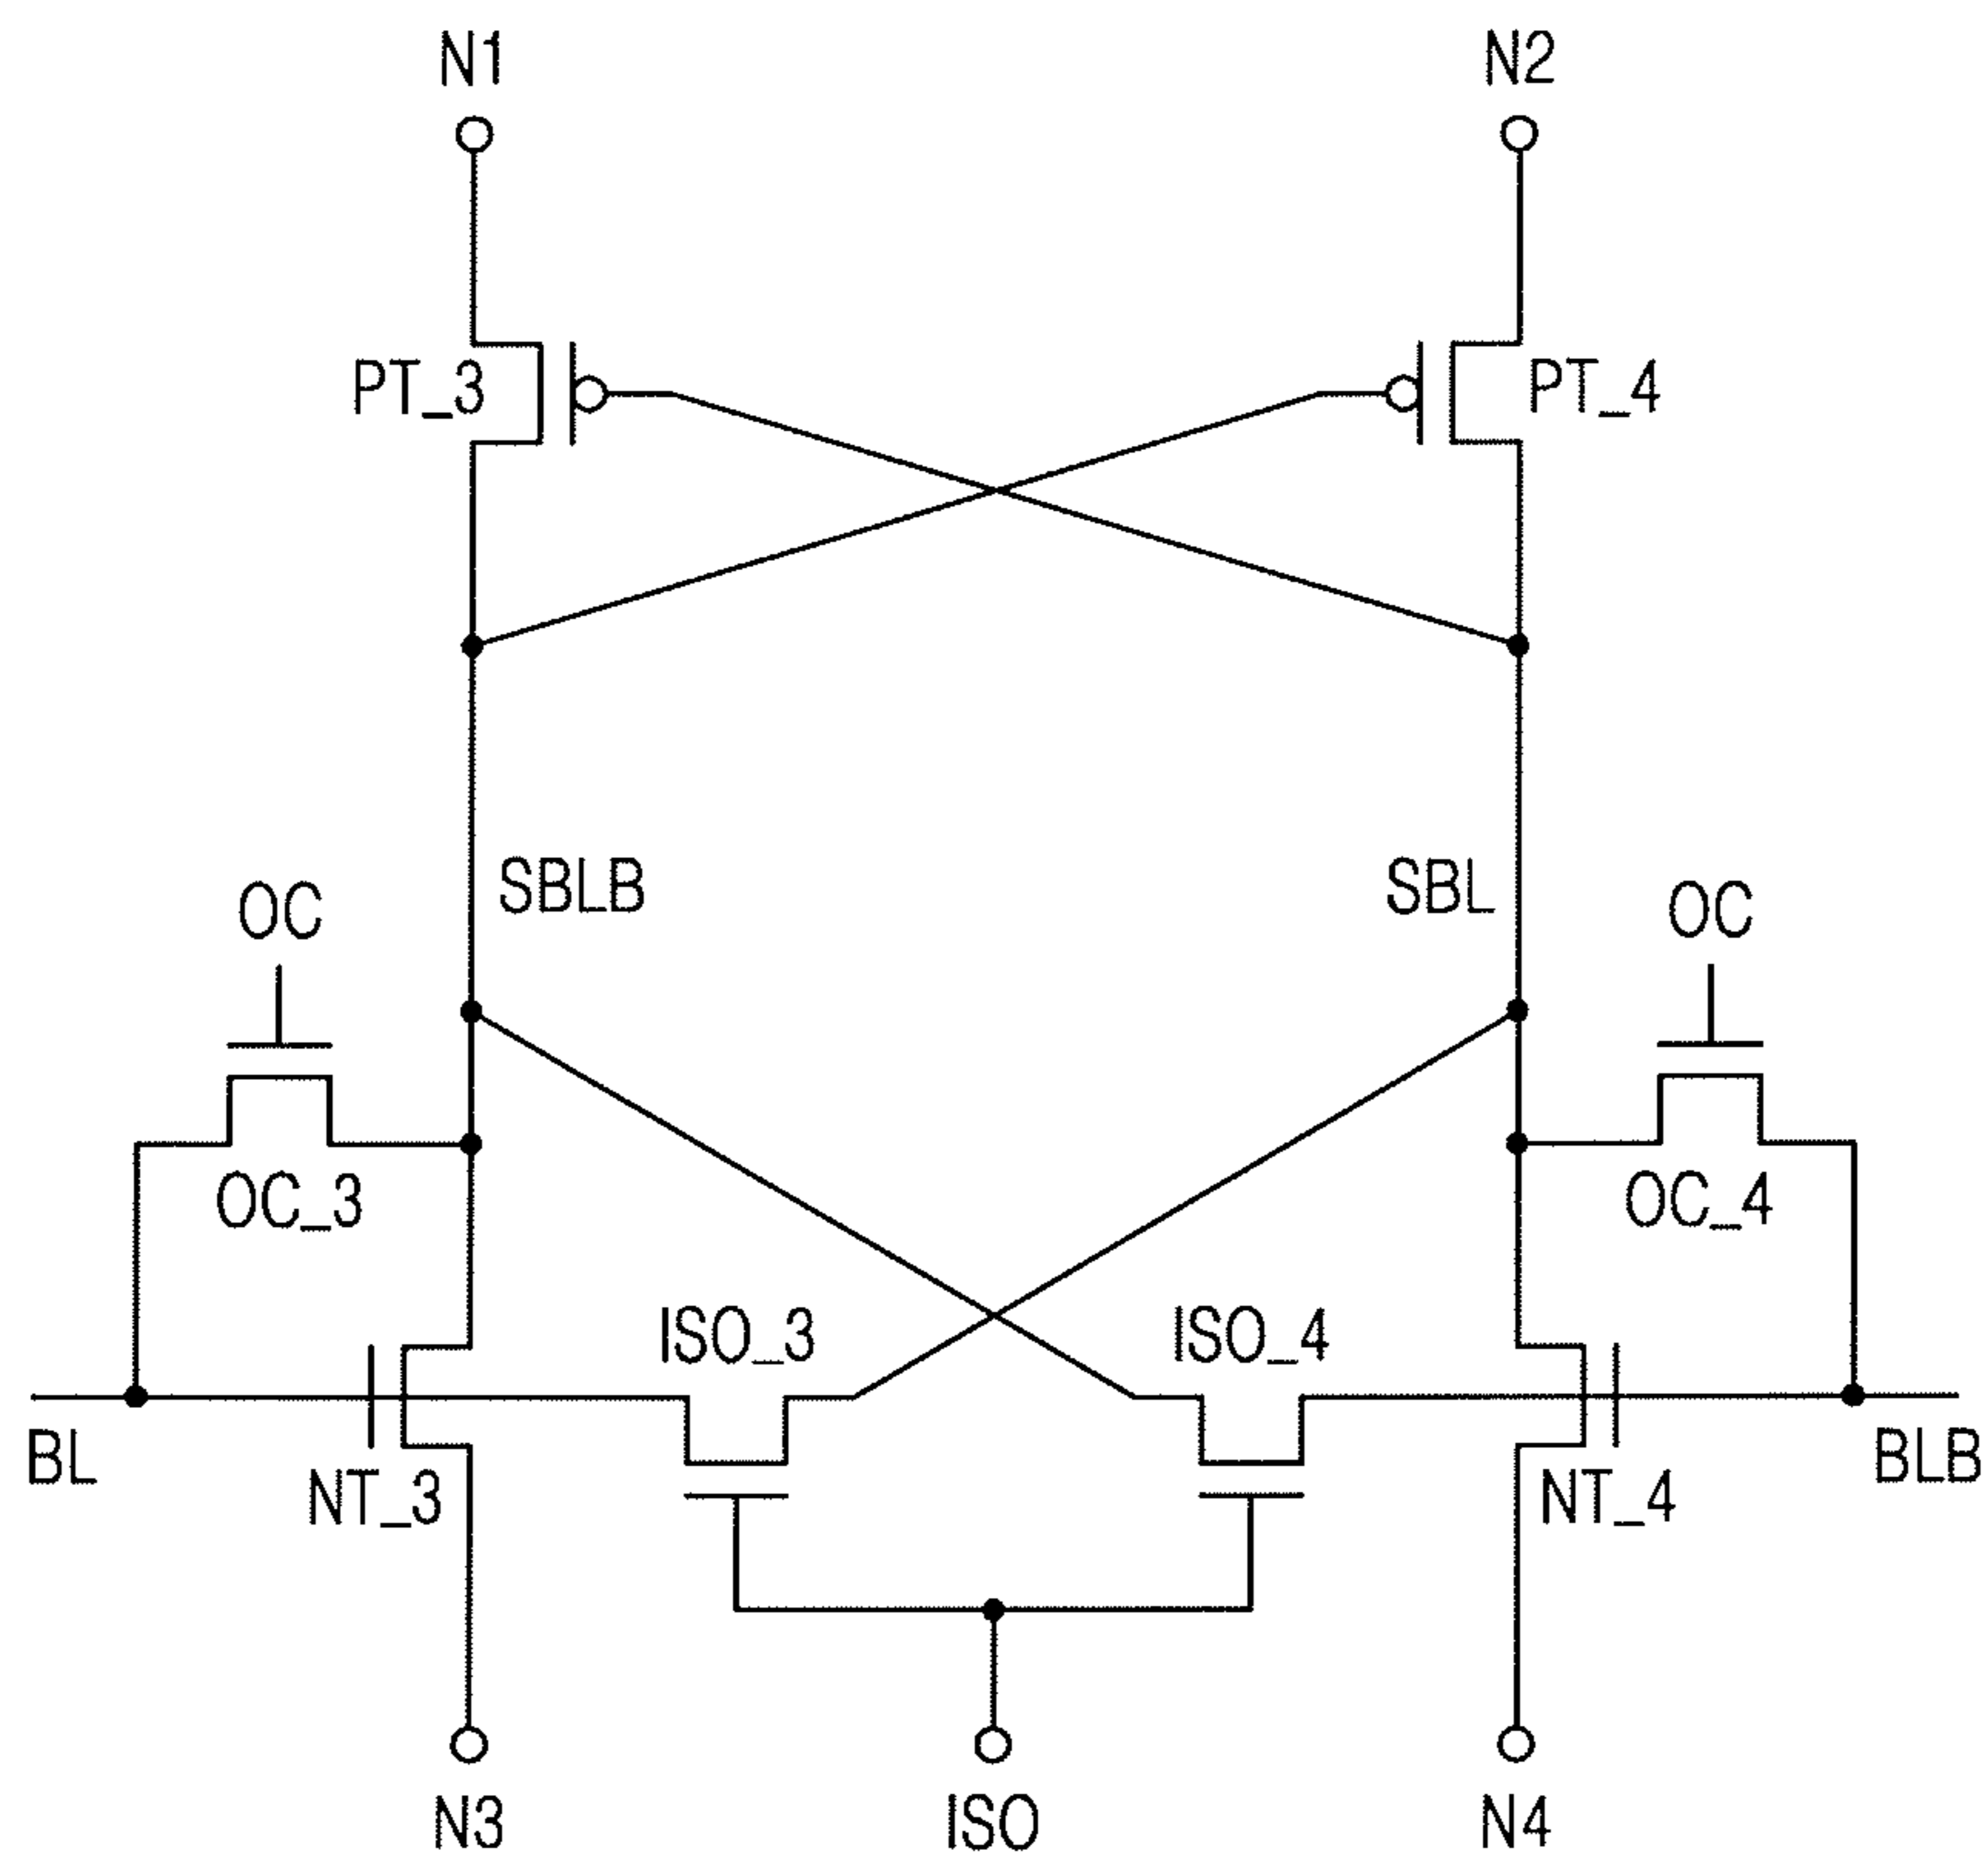 N1
N2
PT_3
PT_4
SBLB
SBL
OC
OC
OC_3
OC_4
ISO_3
ISO_4
BL
BLB
NT_3
NT_4
N3
ISO
N4